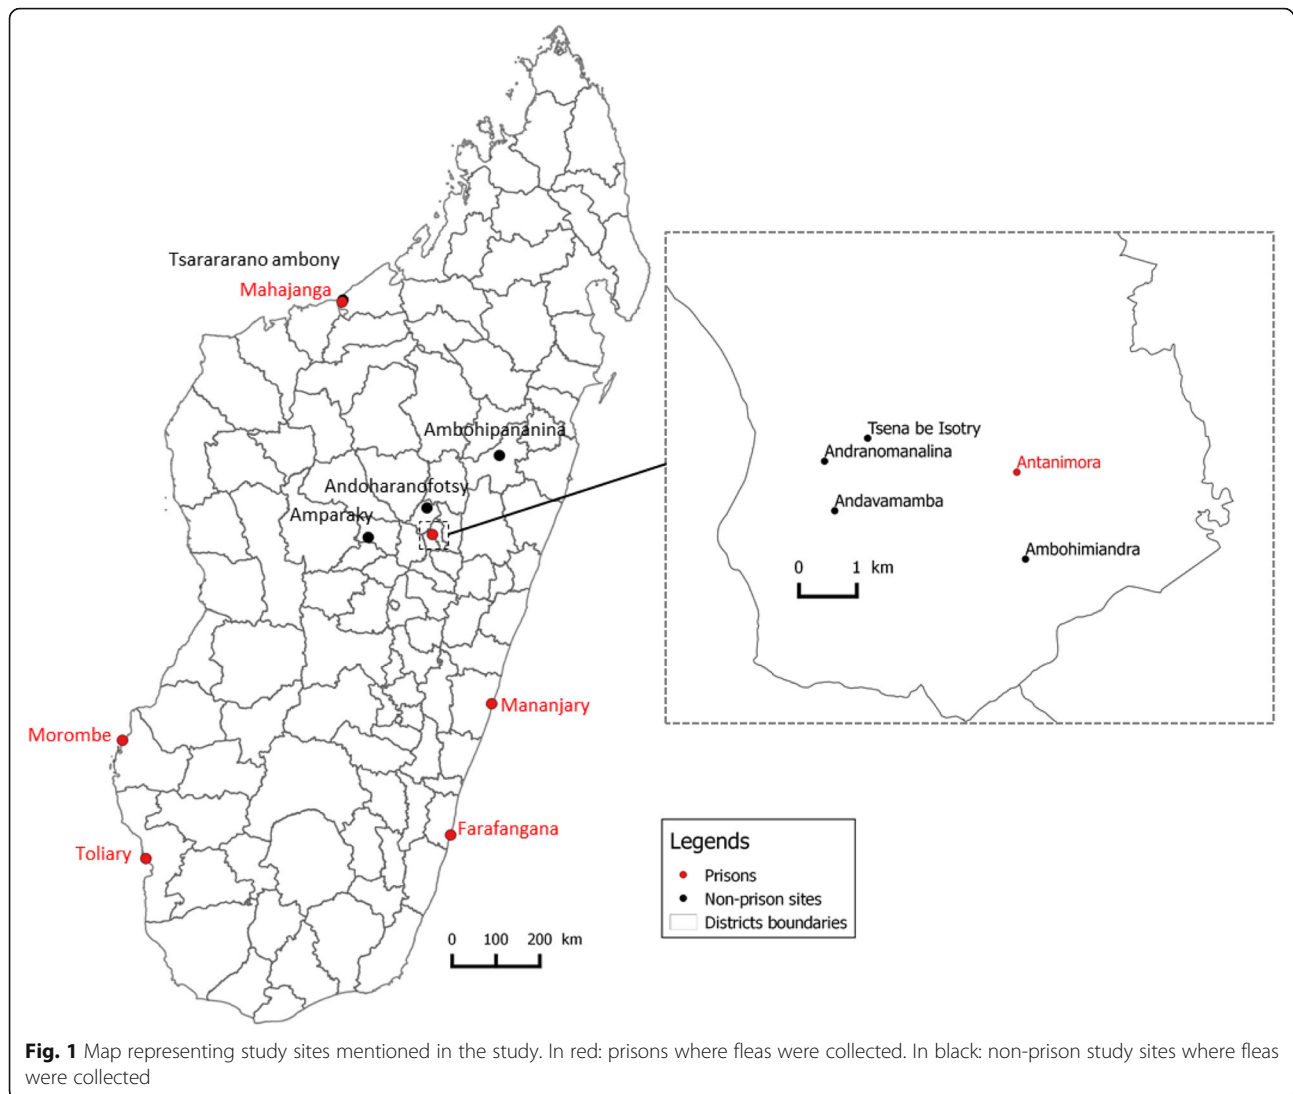 Tsarararano ambony
Mahajanga
Ambohipananina
Andoharanofotsy
Amparaky
Tsena be Isotry
Andranomanalina
Antanimora
Andavamamba
Ambohimiandra
0 1 km
Mananjary
Morombe
Farafangana
Toliary
Legends
Prisons
Non-prison sites
Districts boundaries
0 100 200 km
Fig. 1 Map representing study sites mentioned in the study. In red: prisons where fleas were collected. In black: non-prison study sites where fleas
were collected